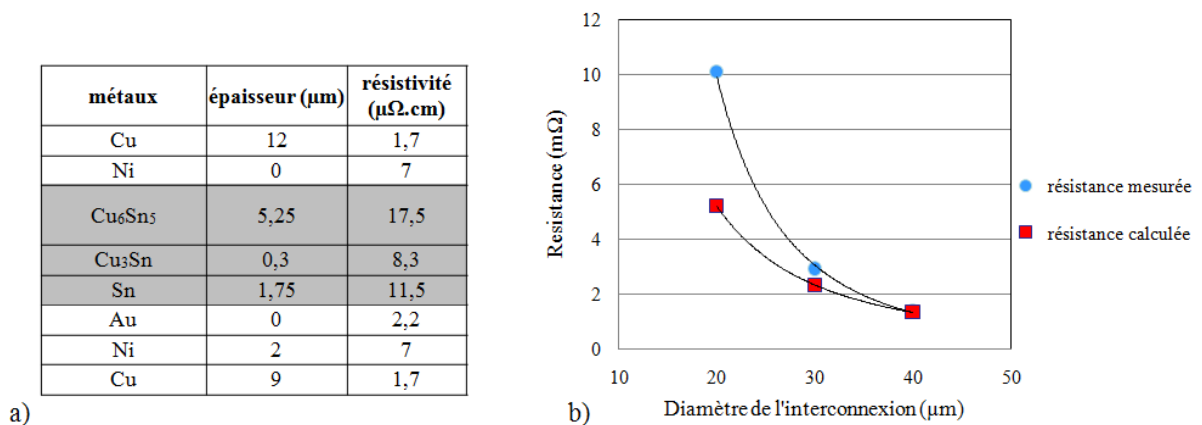 métaux épaisseur (µm) résistivité (µΩ.cm)
Cu 12 1,7
Ni 0 7
Cu₆Sn₅ 5,25 17,5
Cu₃Sn 0,3 8,3
Sn 1,75 11,5
Au 0 2,2
Ni 2 7
Cu 9 1,7
a)
12
10
8
6
4
2
0
Resistance (mΩ)
10 20 30 40 50
Diamètre de l'interconnexion (µm)
résistance mesurée
résistance calculée
b)